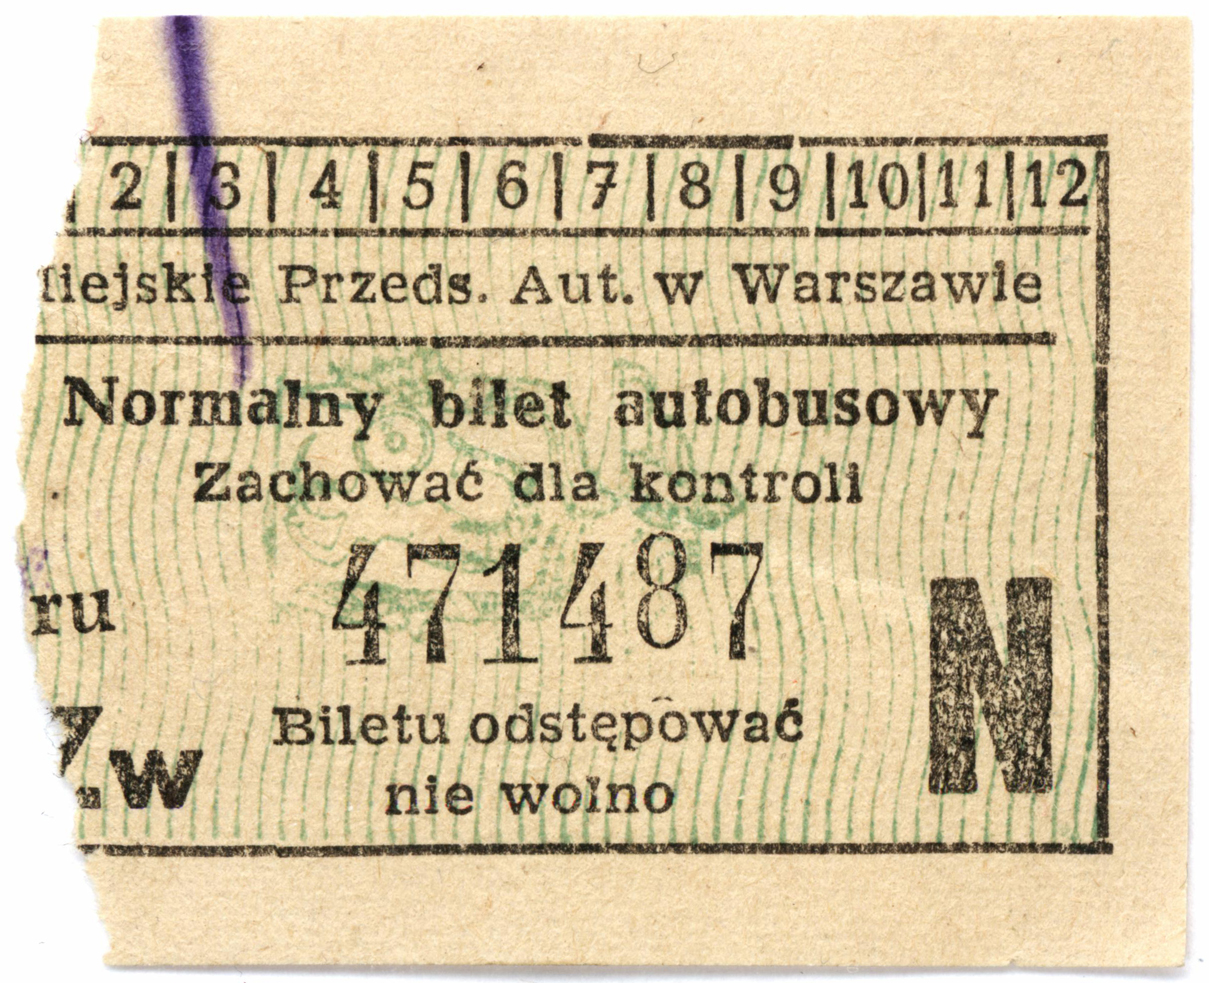 2 | 3 | 4 | 5 | 6 | 7 | 8 | 9 | 10 | 11 | 12
iejskie Przeds. Aut. w Warszawie
Normalny bilet autobusowy
Zachować dla kontroli
471487
ru
N
Biletu odstępować
Z.w
nie wolno